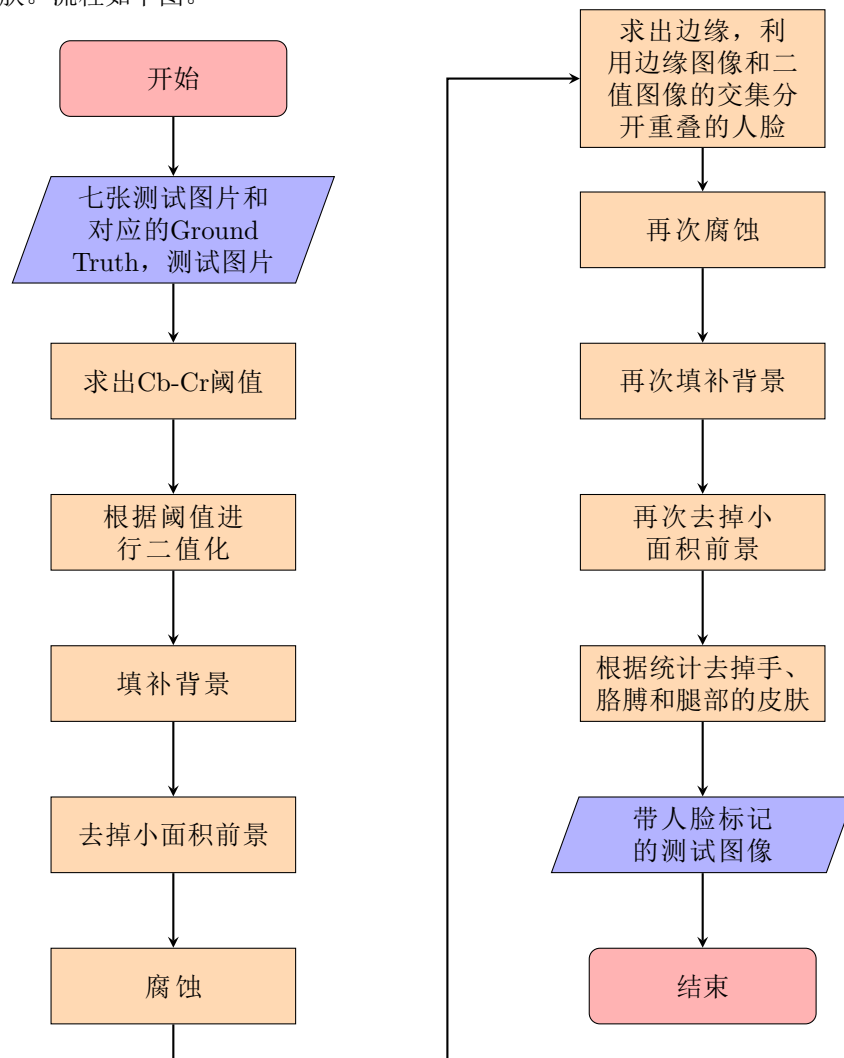 肤。流程如下图。
开始
七张测试图片和
对应的Ground
Truth，测试图片
求出Cb-Cr阈值
根据阈值进
行二值化
填补背景
去掉小面积前景
腐蚀
求出边缘，利
用边缘图像和二
值图像的交集分
开重叠的人脸
再次腐蚀
再次填补背景
再次去掉小
面积前景
根据统计去掉手、
胳膊和腿部的皮肤
带人脸标记
的测试图像
结束